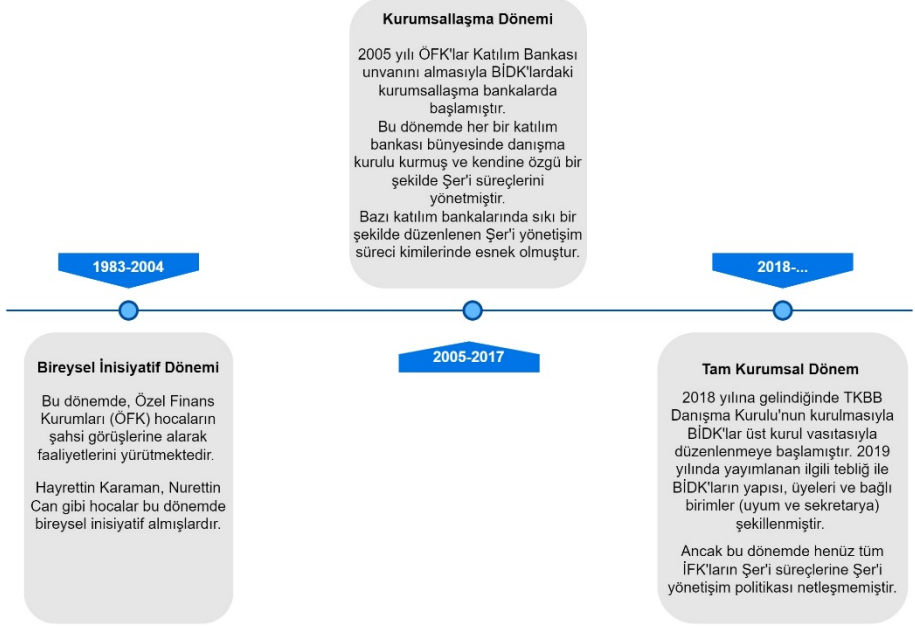 Kurumsallaşma Dönemi
2005 yılı ÖFK'lar Katılım Bankası
unvanını almasıyla BİDK'lardaki
kurumsallaşma bankalarda
başlamıştır.
Bu dönemde her bir katılım
bankası bünyesinde danışma
kurulu kurmuş ve kendine özgü bir
şekilde Şer'i süreçlerini
yönetmiştir.
Bazı katılım bankalarında sıkı bir
şekilde düzenlenen Şer'i yönetişim
süreci kimilerinde esnek olmuştur.
1983-2004
2018-...
2005-2017
Bireysel İnisiyatif Dönemi
Bu dönemde, Özel Finans
Kurumları (ÖFK) hocaların
şahsi görüşlerine alarak
faaliyetlerini yürütmektedir.
Hayrettin Karaman, Nurettin
Can gibi hocalar bu dönemde
bireysel inisiyatif almışlardır.
Tam Kurumsal Dönem
2018 yılına gelindiğinde TKBB
Danışma Kurulu'nun kurulmasıyla
BİDK'lar üst kurul vasıtasıyla
düzenlenmeye başlamıştır. 2019
yılında yayımlanan ilgili tebliğ ile
BİDK'ların yapısı, üyeleri ve bağlı
birimler (uyum ve sekretarya)
şekillenmiştir.
Ancak bu dönemde henüz tüm
İFK'ların Şer'i süreçlerine Şer'i
yönetişim politikası netleşmemiştir.